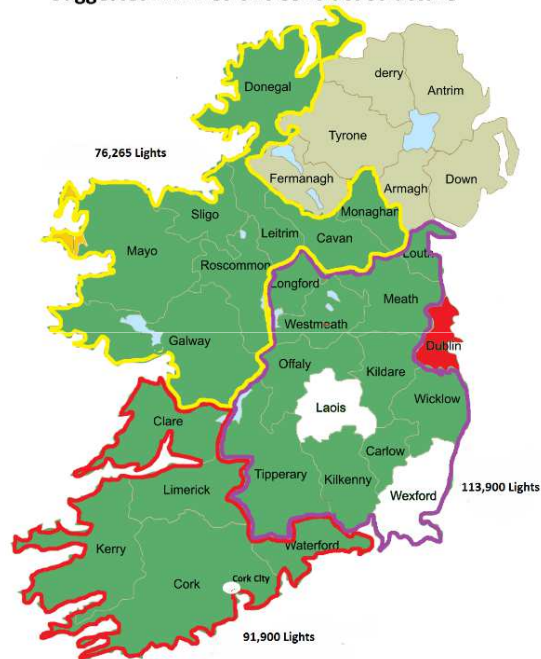 Donegal
derry
Antrim
Tyrone
76,265 Lights
Fermanagh
Armagh
Down
Sligo
Monaghan
Leitrim
Cavan
Mayo
Louth
Roscommon
Longford
Meath
Westmeath
Galway
Dublin
Offaly
Kildare
Laois
Wicklow
Clare
Carlow
Tipperary
Kilkenny
Limerick
Wexford
113,900 Lights
Waterford
Kerry
Cork
Cork City
91,900 Lights